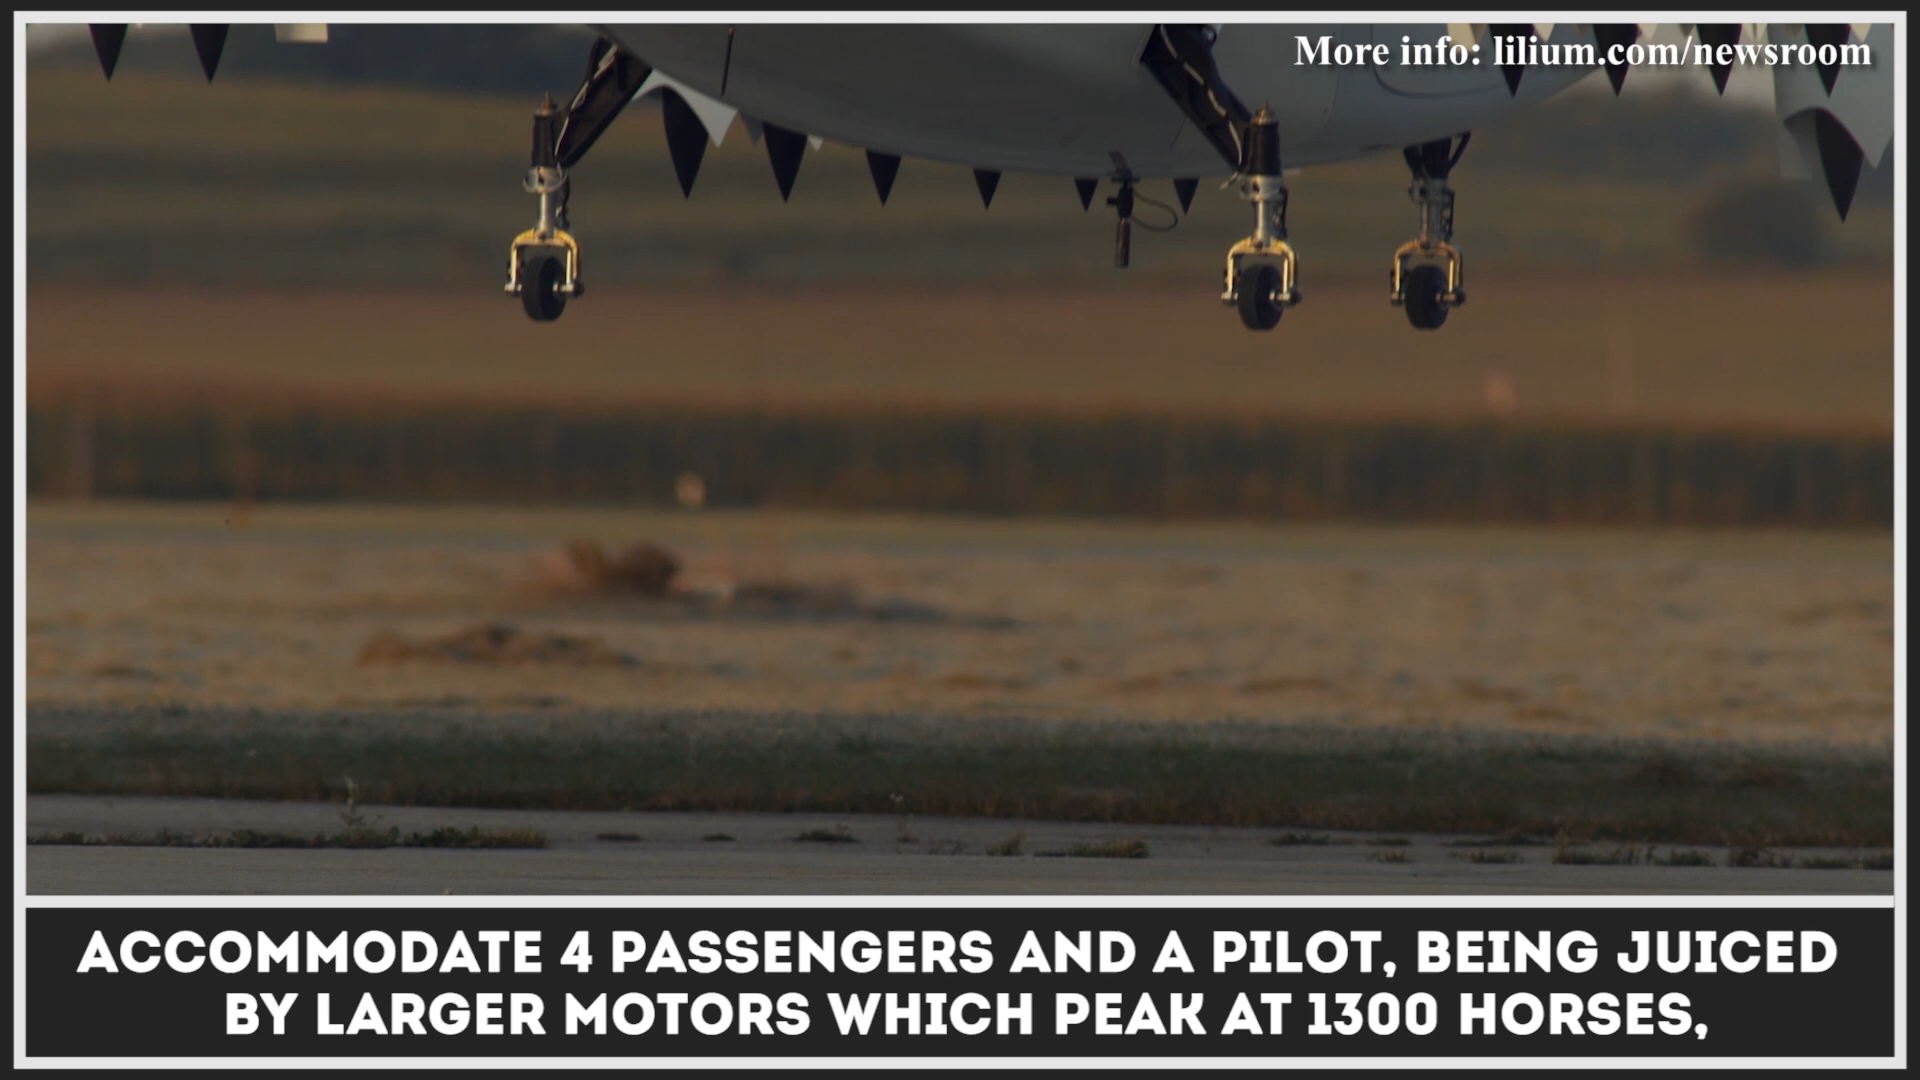 More info: lilium.com/newsroom
ACCOMMODATE 4 PASSENGERS AND A PILOT, BEING JUICED
BY LARGER MOTORS WHICH PEAK AT 1300 HORSES,